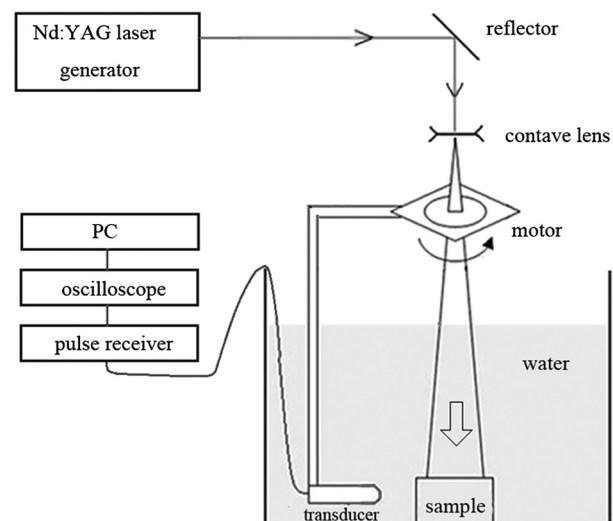 Nd:YAG laser
generator
reflector
contave lens
motor
PC
oscilloscope
pulse receiver
water
transducer
sample